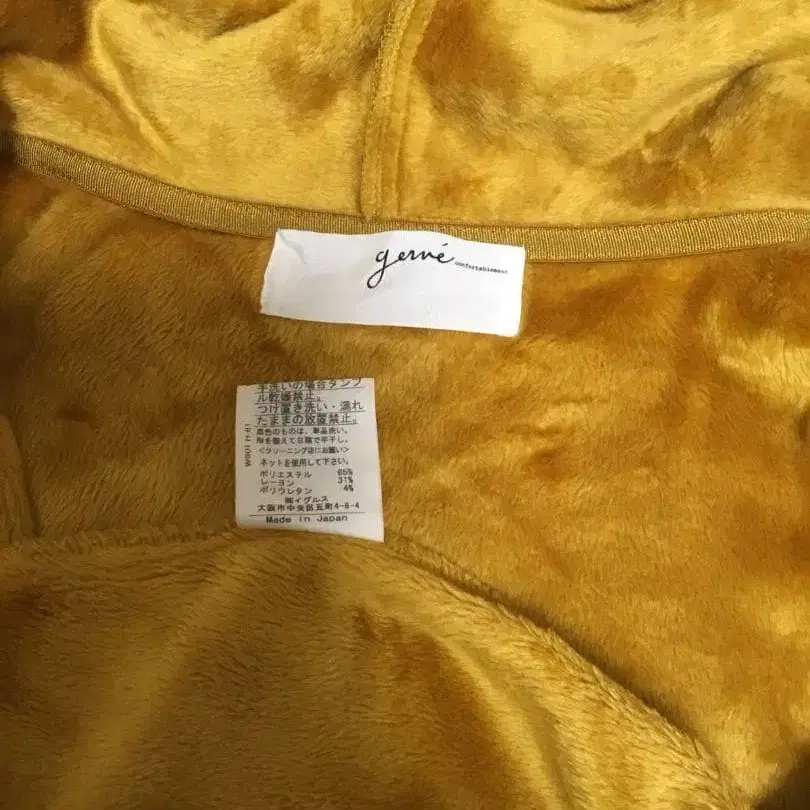 gerné
confortablement
手洗いの場合タンブ
ル乾燥禁止。
つけ置き洗い・濡れ
たままの放置禁止。
濃色のものは、単品洗い。
形を整えて日陰で平干し。
<クリーニング店にお願い>
ネットを使用して下さい。
ポリエステル 65%
レーヨン 31%
ポリウレタン 4%
㈱イグルス
大阪市中央区瓦町4-8-4
Made in Japan